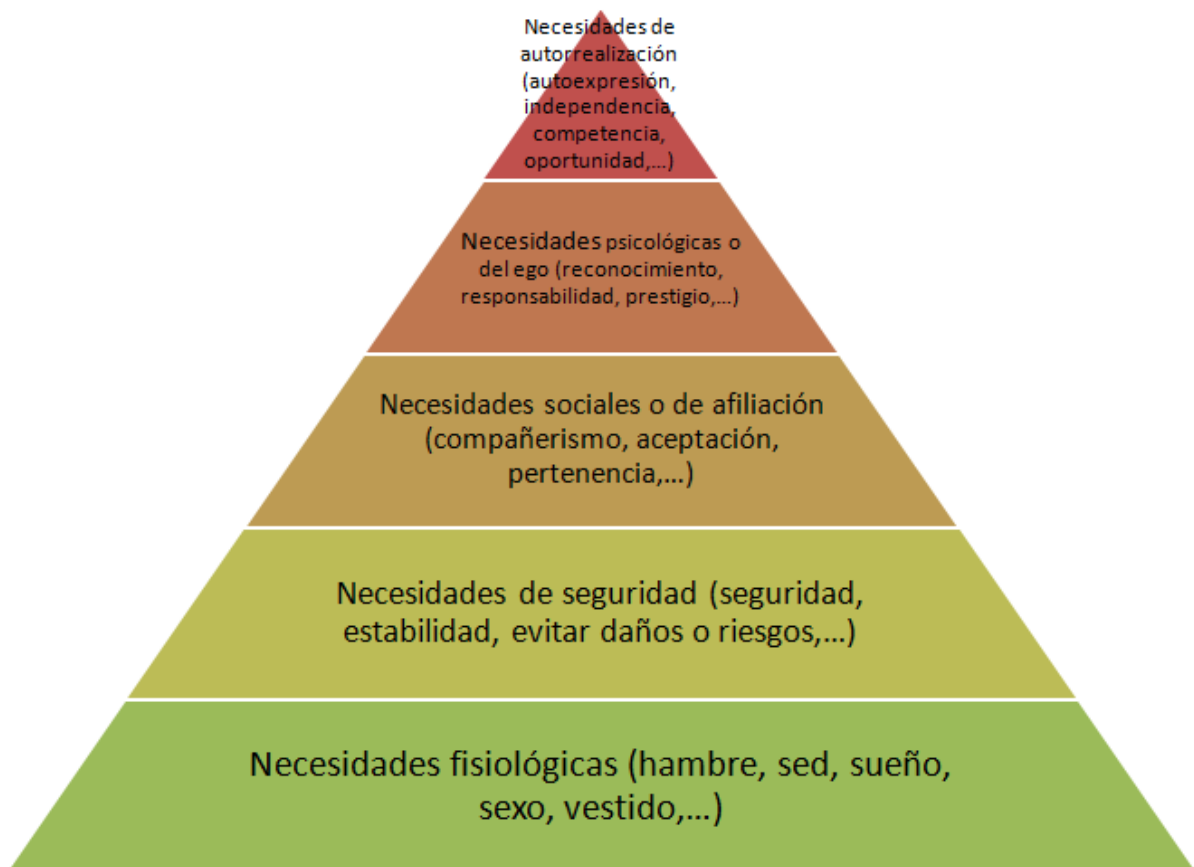 Necesidades de
autorrealización
(autoexpresión,
independencia,
competencia,
oportunidad,...)
Necesidades psicológicas o
del ego (reconocimiento,
responsabilidad, prestigio,...)
Necesidades sociales o de afiliación
(compañerismo, aceptación,
pertenencia,...)
Necesidades de seguridad (seguridad,
estabilidad, evitar daños o riesgos,...)
Necesidades fisiológicas (hambre, sed, sueño,
sexo, vestido,...)